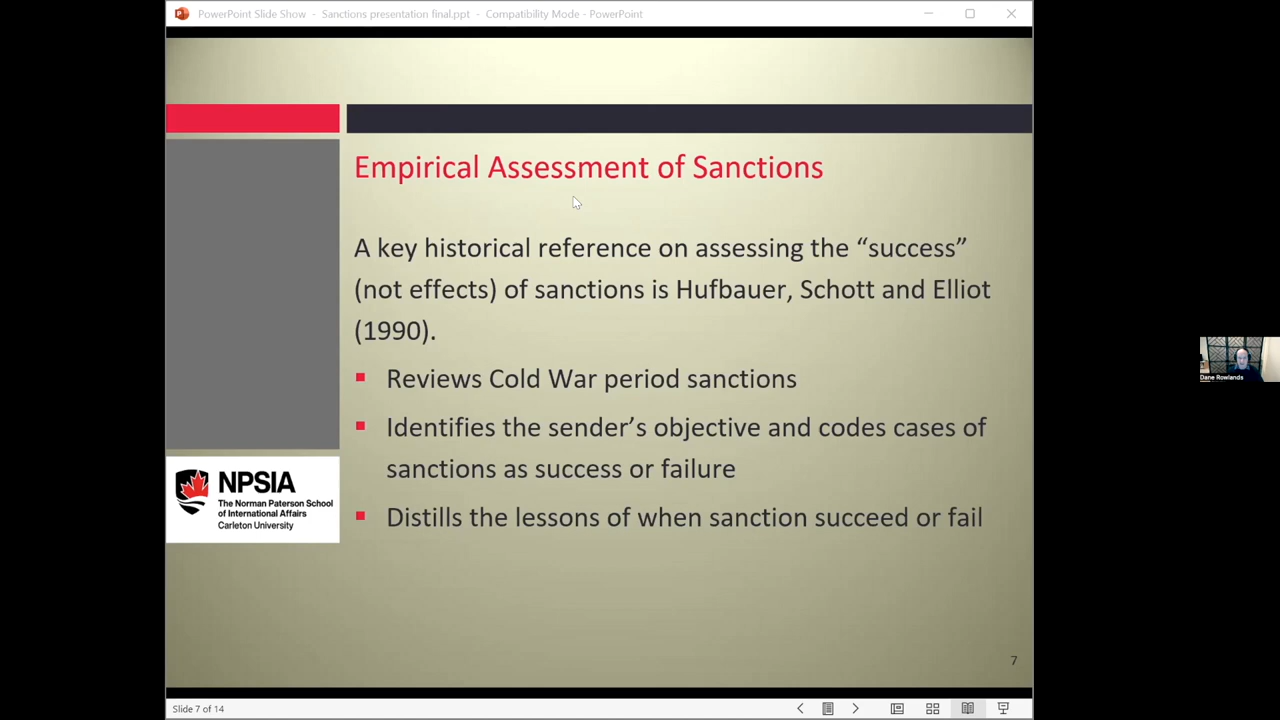 PowerPoint Slide Show - Sanctions presentation final.ppt - Compatibility Mode - PowerPoint
Empirical Assessment of Sanctions
A key historical reference on assessing the “success”
(not effects) of sanctions is Hufbauer, Schott and Elliot
(1990).
Reviews Cold War period sanctions
Identifies the sender’s objective and codes cases of
sanctions as success or failure
Distills the lessons of when sanction succeed or fail
NPSIA
The Norman Paterson School
of International Affairs
Carleton University
Dane Rowlands
7
Slide 7 of 14